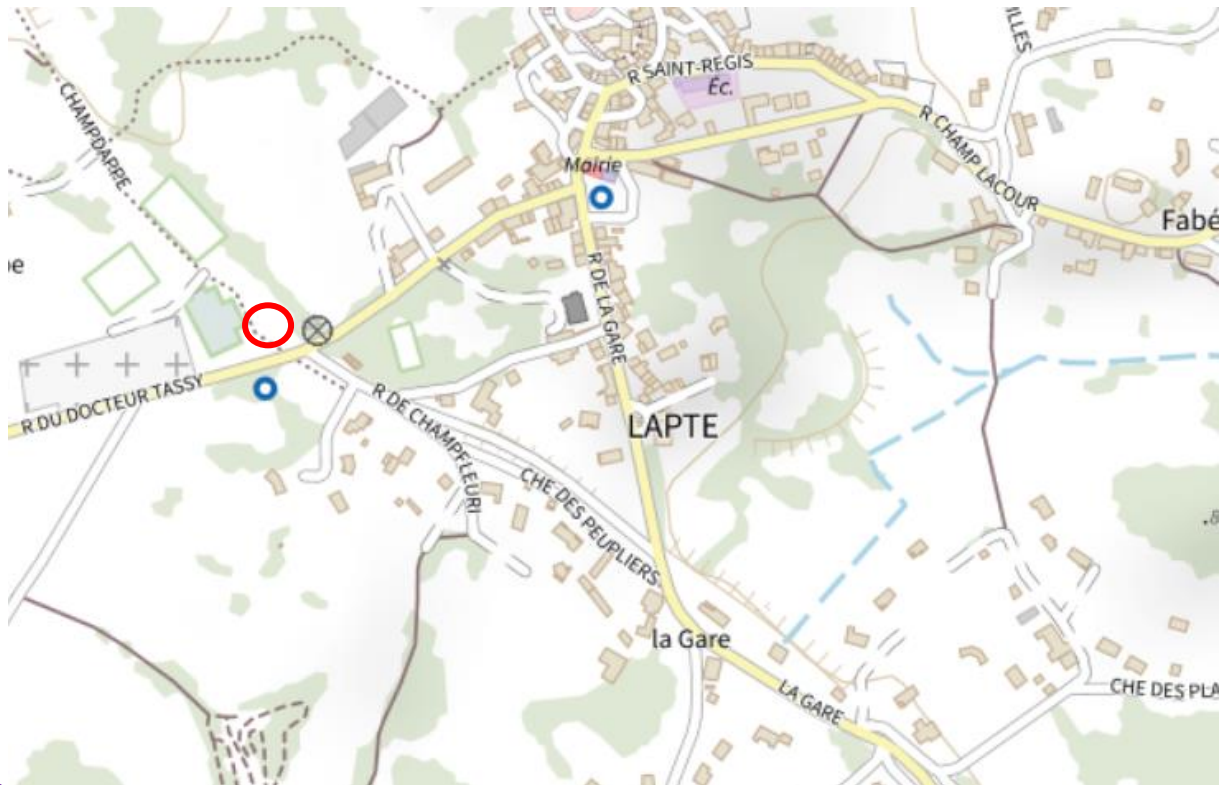 ILLES
R SAINT-REGIS
Éc.
CHAMPDAPPE
R CHAMP LACOUR
Mairie
Fabé
R DE LA GARE
R DU DOCTEUR TASSY
R DE CHAMPFLEURI
LAPTE
CHE DES PEUPLIERS
la Gare
LA GARE
CHE DES PLA